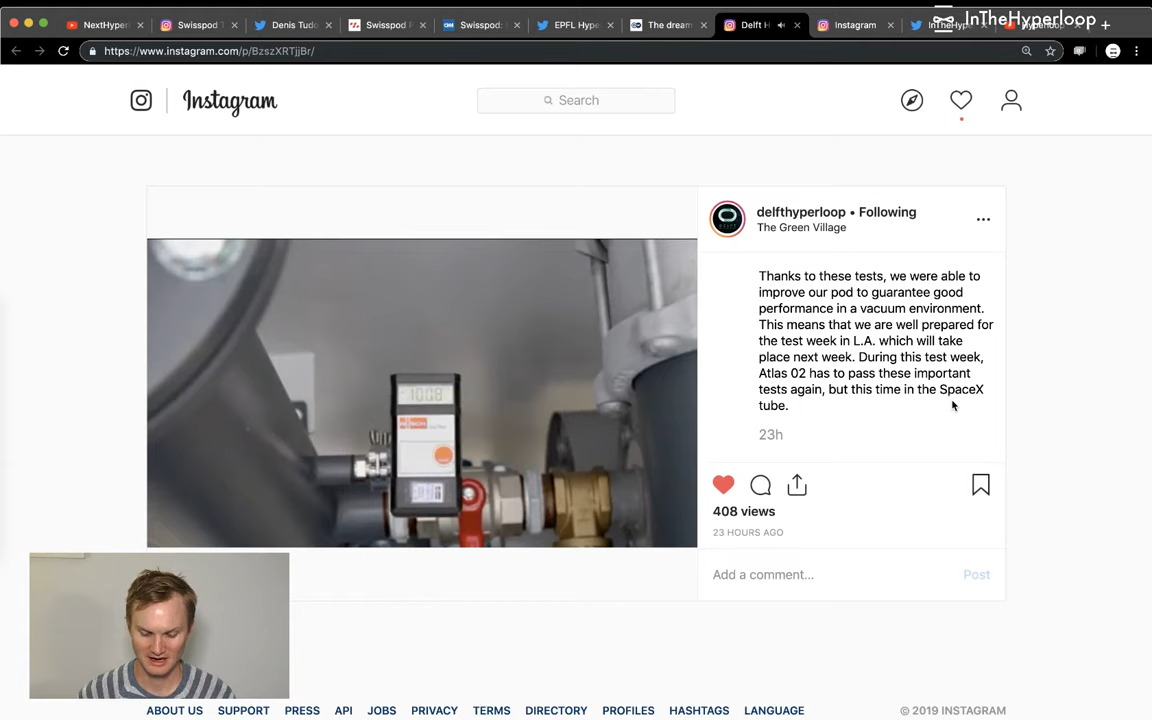 NextHyper
Swisspod T
Denis Tudo
Swisspod P
Swisspod:
EPFL Hype
The dream
Delft H
Instagram
InTheHyp
InTheHyperloop
https://www.instagram.com/p/BzszXRTjjBr/
Instagram
Search
delfthyperloop • Following
The Green Village
Thanks to these tests, we were able to
improve our pod to guarantee good
performance in a vacuum environment.
This means that we are well prepared for
the test week in L.A. which will take
place next week. During this test week,
Atlas 02 has to pass these important
tests again, but this time in the SpaceX
tube.
23h
408 views
23 HOURS AGO
Add a comment...
Post
1008
ABOUT US
SUPPORT
PRESS
API
JOBS
PRIVACY
TERMS
DIRECTORY
PROFILES
HASHTAGS
LANGUAGE
© 2019 INSTAGRAM